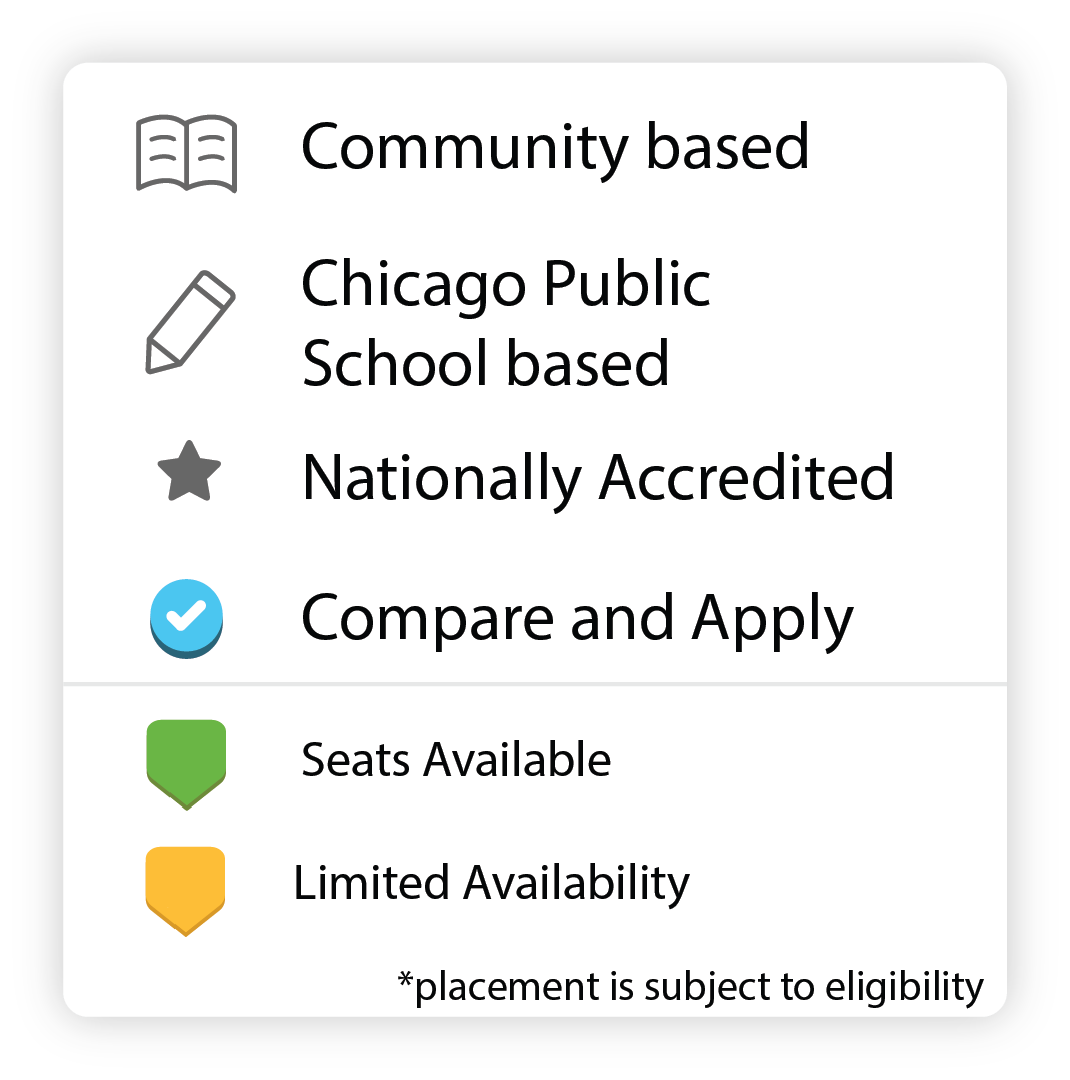 Community based
Chicago Public
School based
Nationally Accredited
Compare and Apply
Seats Available
Limited Availability
*placement is subject to eligibility